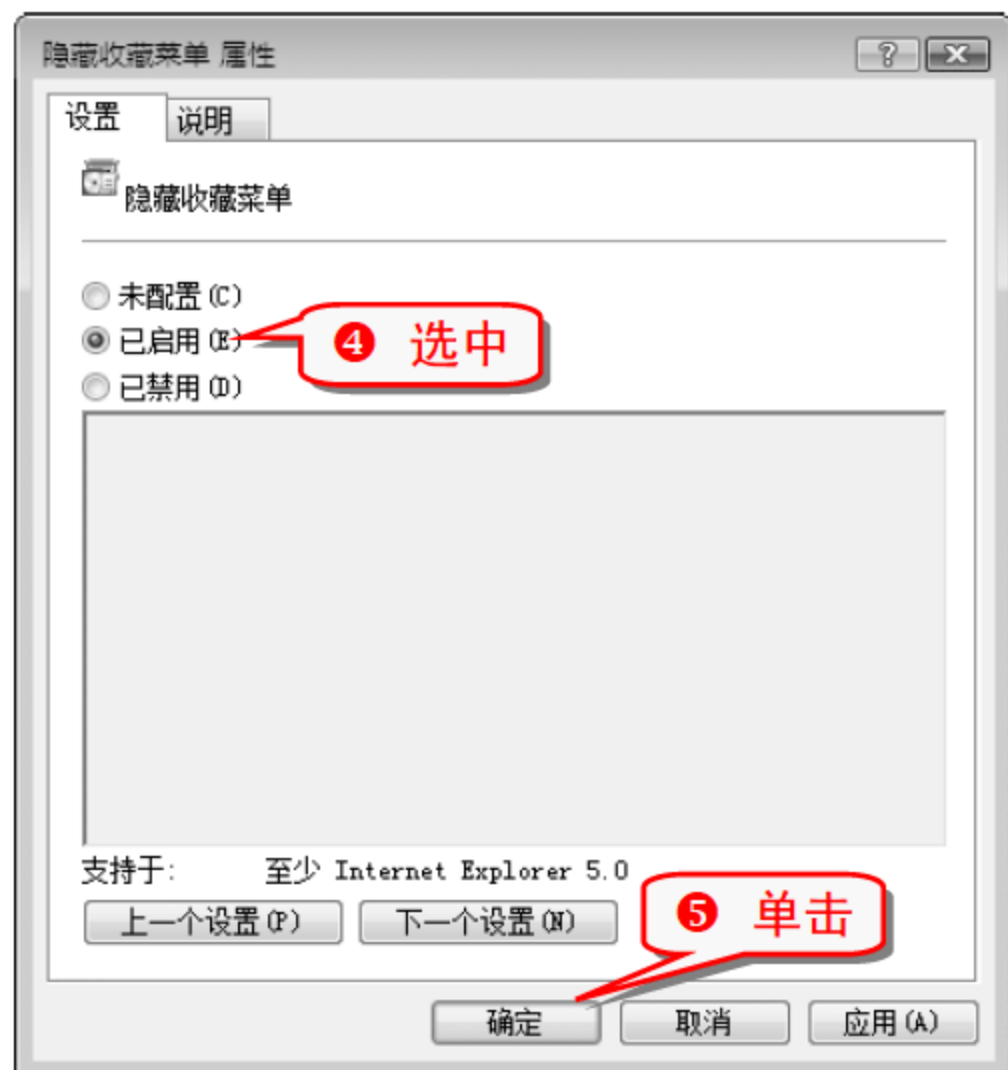 隐藏收藏菜单 属性
设置 说明
隐藏收藏菜单
未配置(C)
已启用(E)
❹ 选中
已禁用(D)
支持于: 至少 Internet Explorer 5.0
上一个设置(P) 下一个设置(N)
❺ 单击
确定 取消 应用(A)